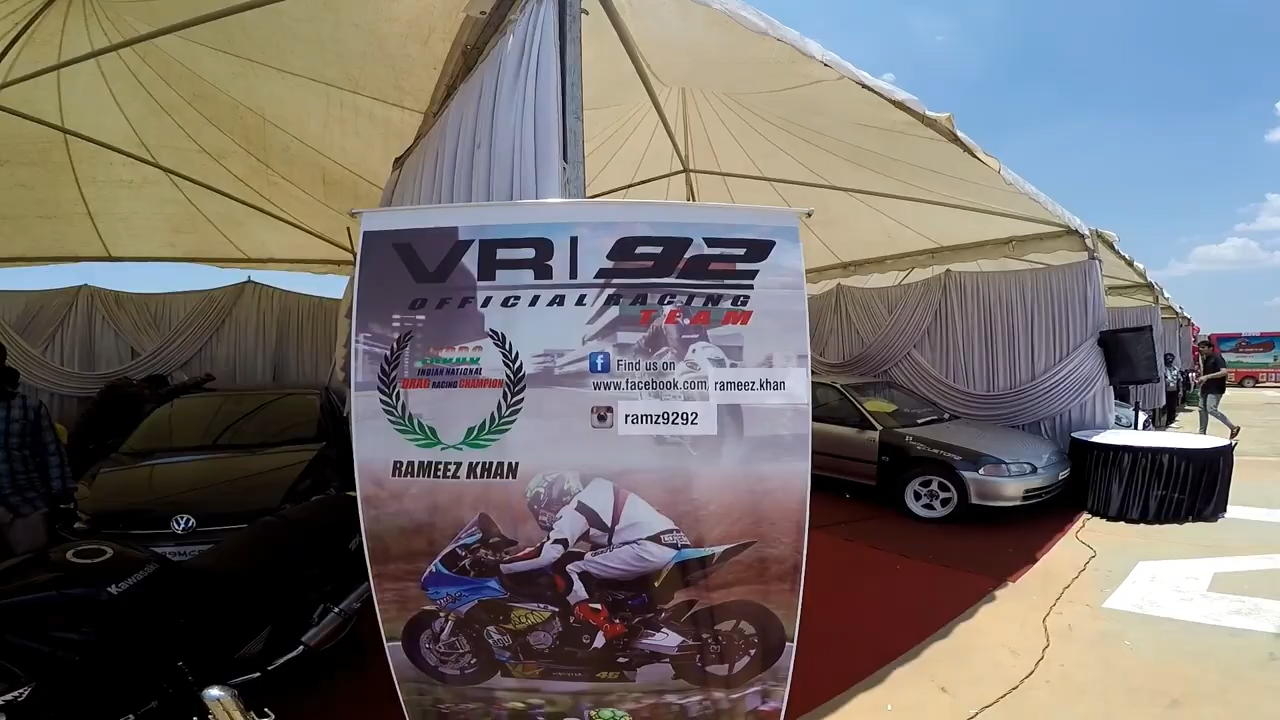 VR|92
OFFICIAL RACING
TEAM
INDIAN NATIONAL
DRAG RACING CHAMPION
RAMEEZ KHAN
Find us on
www.facebook.com rameez.khan
ramz9292
46
Kawasaki